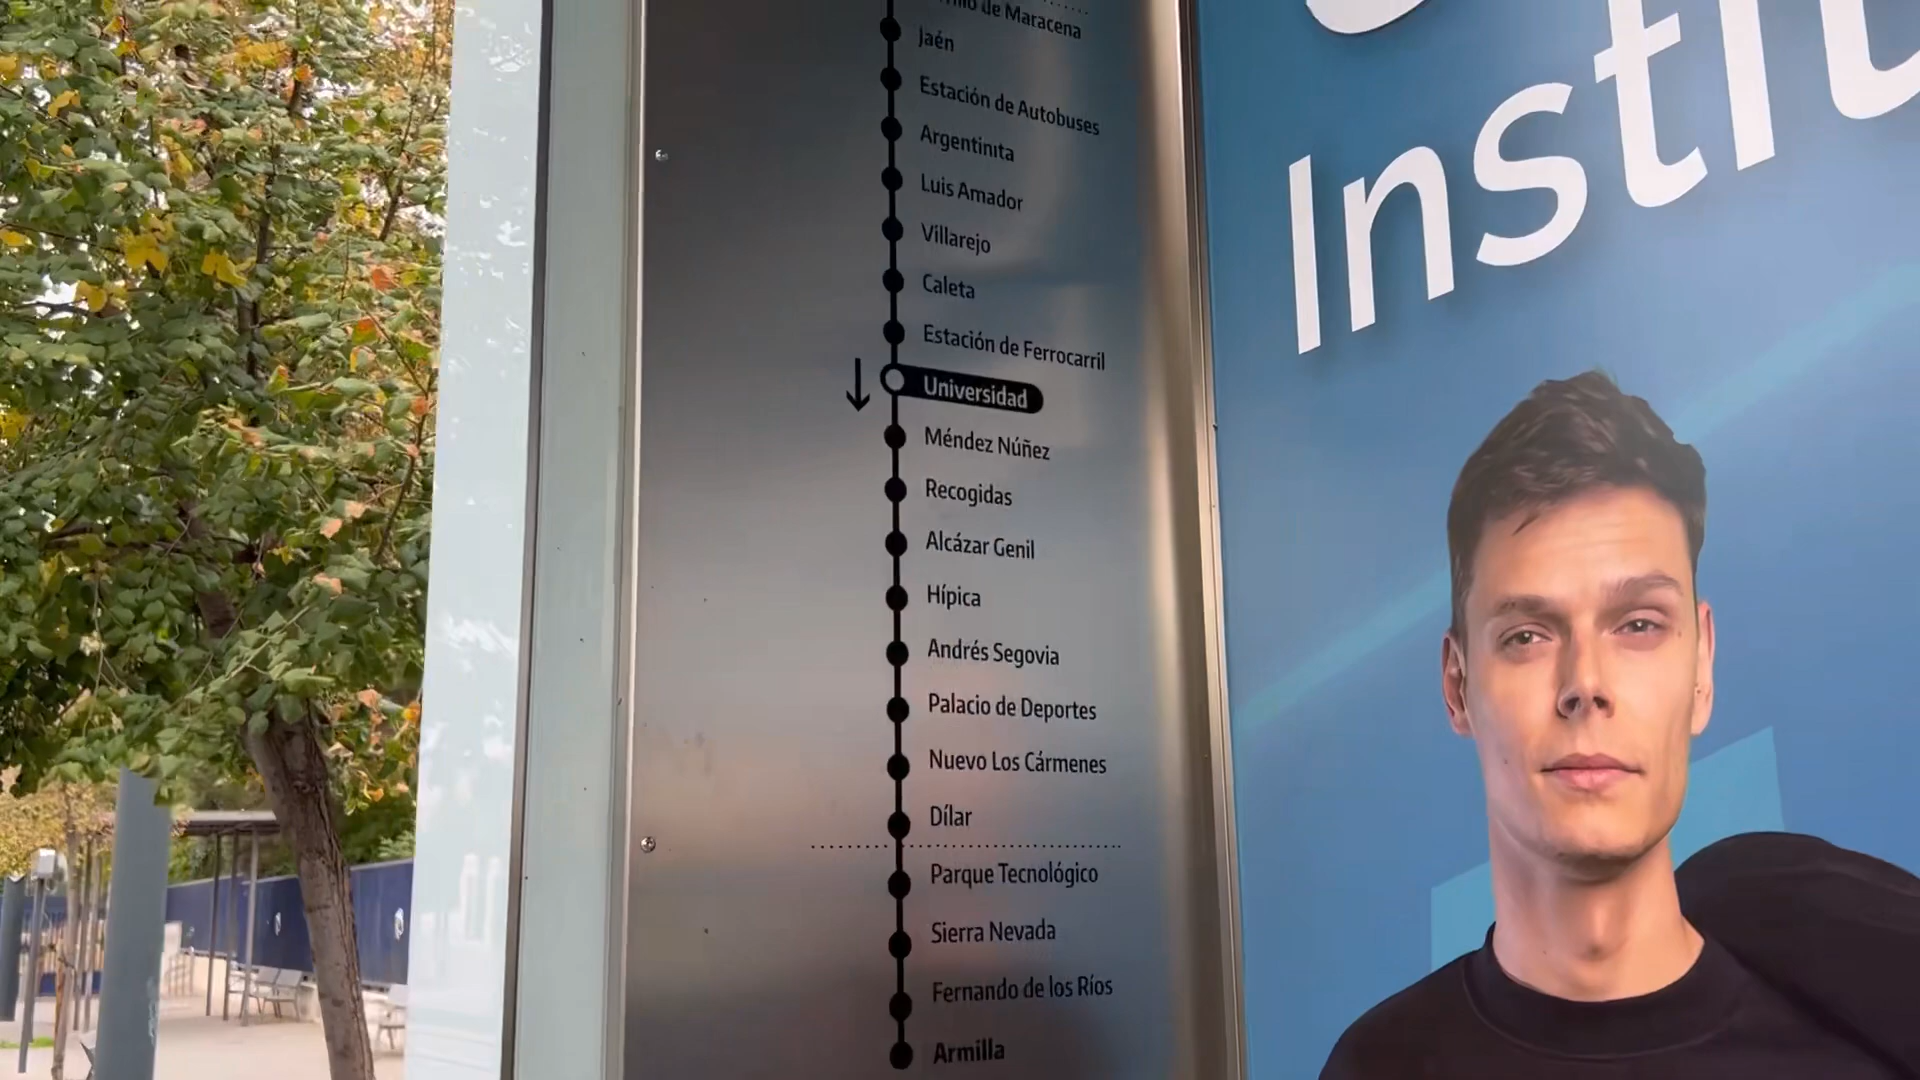 de Maracena
Jaén
Estación de Autobuses
Argentinita
Luis Amador
Villarejo
Caleta
Estación de Ferrocarril
Universidad
Méndez Núñez
Recogidas
Alcázar Genil
Hípica
Andrés Segovia
Palacio de Deportes
Nuevo Los Cármenes
Dílar
Parque Tecnológico
Sierra Nevada
Fernando de los Ríos
Armilla